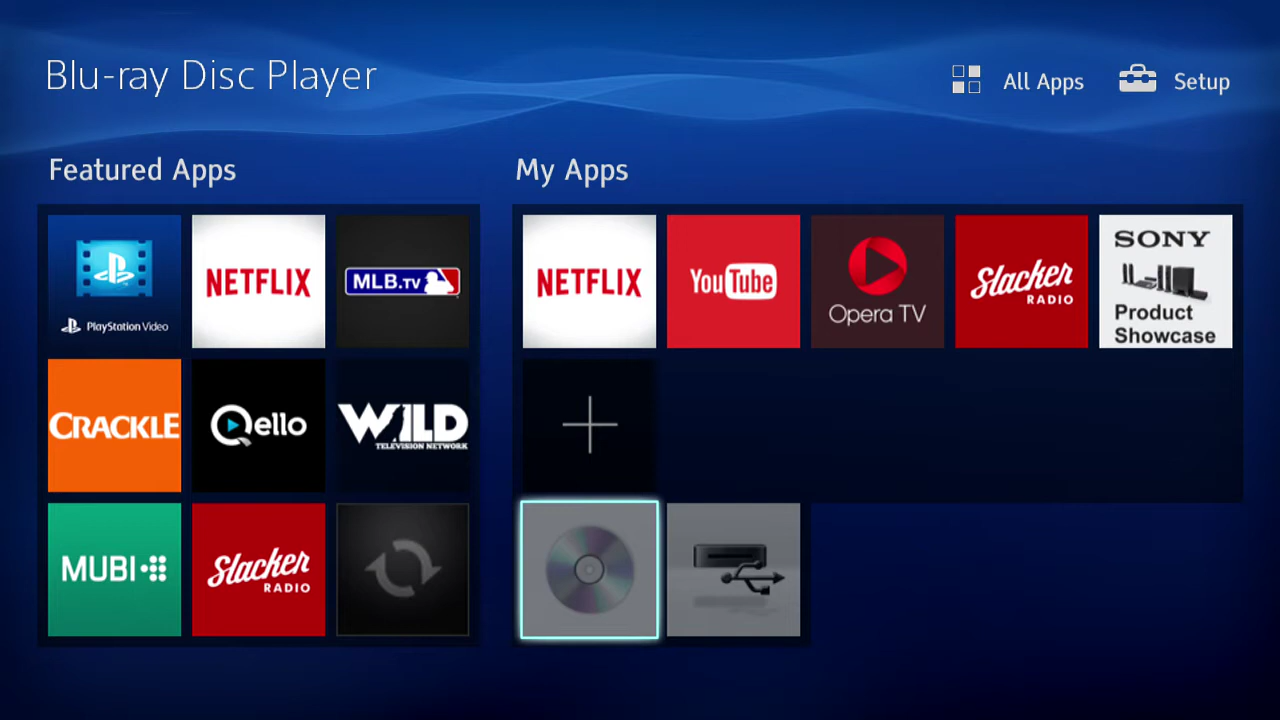 Blu-ray Disc Player
All Apps
Setup
Featured Apps
My Apps
PlayStation Video
NETFLIX
MLB.TV
NETFLIX
YouTube
Opera TV
Slacker
RADIO
SONY
Product
Showcase
CRACKLE
Qello
WILD
TELEVISION NETWORK
MUBI
Slacker
RADIO